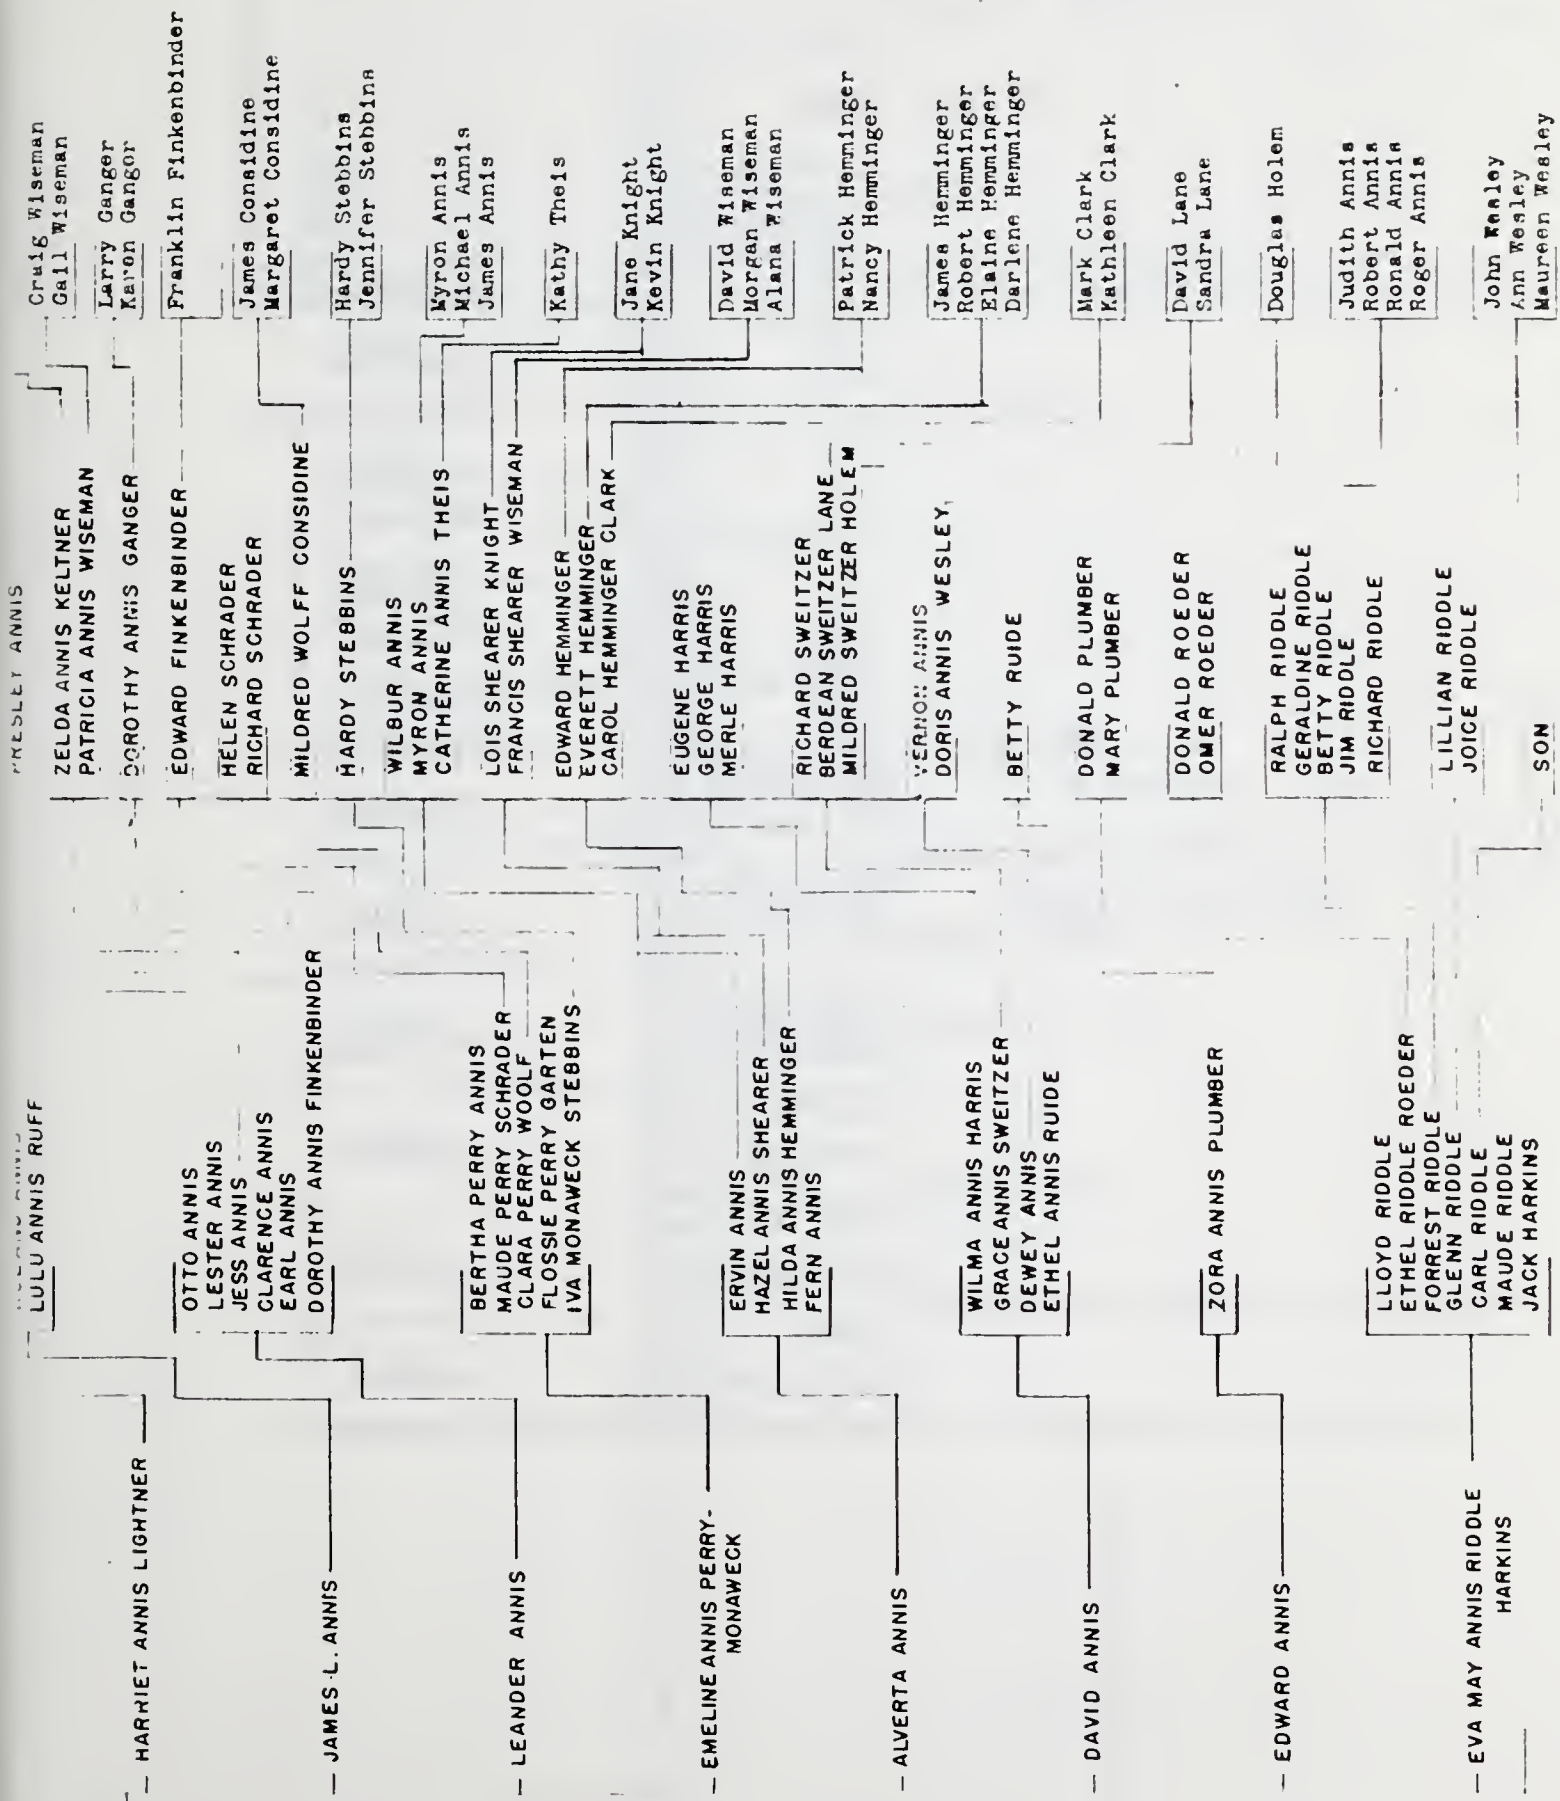 HARRIET ANNIS LIGHTNER
JAMES L. ANNIS
LEANDER ANNIS
EMELINE ANNIS PERRY-
MONAWECK
ALVERTA ANNIS
DAVID ANNIS
EDWARD ANNIS
EVA MAY ANNIS RIDDLE
HARKINS
LULU ANNIS RUFF
OTTO ANNIS
LESTER ANNIS
JESS ANNIS
CLARENCE ANNIS
EARL ANNIS
DOROTHY ANNIS FINKENBINDER
BERTHA PERRY ANNIS
MAUDE PERRY SCHRADER
CLARA PERRY WOOLF
FLOSSIE PERRY GARTEN
IVA MONAWECK STEBBINS
ERVIN ANNIS
HAZEL ANNIS SHEARER
HILDA ANNIS HEMMINGER
FERN ANNIS
WILMA ANNIS HARRIS
GRACE ANNIS SWEITZER
DEWEY ANNIS
ETHEL ANNIS RUIDE
ZORA ANNIS PLUMBER
LLOYD RIDDLE
ETHEL RIDDLE ROEDER
FORREST RIDDLE
GLENN RIDDLE
CARL RIDDLE
MAUDE RIDDLE
JACK HARKINS
PRESLEY ANNIS
ZELDA ANNIS KELTNER
PATRICIA ANNIS WISEMAN
DOROTHY ANNIS GANGER
EDWARD FINKENBINDER
HELEN SCHRADER
RICHARD SCHRADER
MILDRED WOLFF CONSIDINE
HARDY STEBBINS
WILBUR ANNIS
MYRON ANNIS
CATHERINE ANNIS THEIS
LOIS SHEARER KNIGHT
FRANCIS SHEARER WISEMAN
EDWARD HEMMINGER
EVERETT HEMMINGER
CAROL HEMMINGER CLARK
EUGENE HARRIS
GEORGE HARRIS
MERLE HARRIS
RICHARD SWEITZER
BERDEAN SWEITZER LANE
MILDRED SWEITZER HOLEM
VERNON ANNIS
DORIS ANNIS WESLEY
BETTY RUIDE
DONALD PLUMBER
MARY PLUMBER
DONALD ROEDER
OMER ROEDER
RALPH RIDDLE
GERALDINE RIDDLE
BETTY RIDDLE
JIM RIDDLE
RICHARD RIDDLE
LILLIAN RIDDLE
JOICE RIDDLE
SON
Craig Wiseman
Gail Wiseman
Larry Ganger
Karon Gangor
Franklin Finkenbinder
James Considine
Margaret Considine
Hardy Stebbins
Jennifer Stebbins
Myron Annis
Michael Annis
James Annis
Kathy Theis
Jane Knight
Kevin Knight
David Wiseman
Morgan Wiseman
Alana Wiseman
Patrick Hemminger
Nancy Hemminger
James Hemminger
Robert Hemminger
Elaine Hemminger
Darlene Hemminger
Mark Clark
Kathleen Clark
David Lane
Sandra Lane
Douglas Holem
Judith Annis
Robert Annis
Ronald Annis
Roger Annis
John Wesley
Ann Wesley
Maureen Wesley